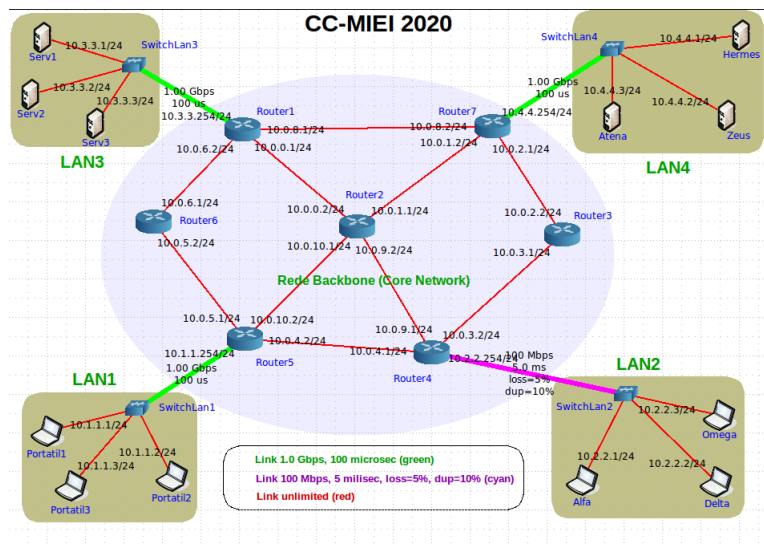 CC-MIEI 2020
10.3.3.1/24
SwitchLan3
Serv1
10.3.3.2/24
10.3.3.3/24
Serv2
Serv3
LAN3
1.00 Gbps
100 us
10.3.3.254/24
Router1
10.0.8.1/24
10.0.6.2/24
10.0.0.1/24
SwitchLan4
10.4.4.1/24
Hermes
10.4.4.3/24
10.4.4.2/24
Atena
Zeus
LAN4
1.00 Gbps
100 us
10.4.4.254/24
Router7
10.0.8.2/24
10.0.1.2/24
10.0.2.1/24
Router2
10.0.0.2/24
10.0.1.1/24
10.0.10.1/24
10.0.9.2/24
10.0.6.1/24
Router6
10.0.5.2/24
10.0.2.2/24
Router3
10.0.3.1/24
Rede Backbone (Core Network)
10.0.5.1/24
10.0.10.2/24
10.0.4.2/24
10.1.1.254/24
Router5
1.00 Gbps
100 us
10.0.9.1/24
10.0.3.2/24
10.0.4.1/24
10.2.2.254/24
Router4
100 Mbps
5.0 ms
loss=5%
dup=10%
LAN1
SwitchLan1
10.1.1.1/24
10.1.1.2/24
10.1.1.3/24
Portatil1
Portatil2
Portatil3
LAN2
SwitchLan2
10.2.2.3/24
Omega
10.2.2.1/24
10.2.2.2/24
Alfa
Delta
Link 1.0 Gbps, 100 microsec (green)
Link 100 Mbps, 5 milisec, loss=5%, dup=10% (cyan)
Link unlimited (red)